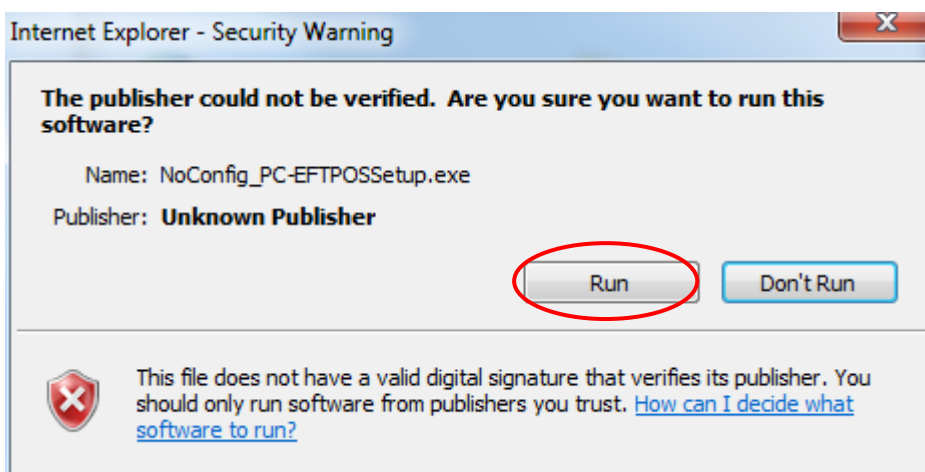 Internet Explorer - Security Warning
X
The publisher could not be verified.  Are you sure you want to run this
software?
Name: NoConfig_PC-EFTPOSSetup.exe
Publisher: Unknown Publisher
Run Don't Run
This file does not have a valid digital signature that verifies its publisher. You
should only run software from publishers you trust. How can I decide what
software to run?